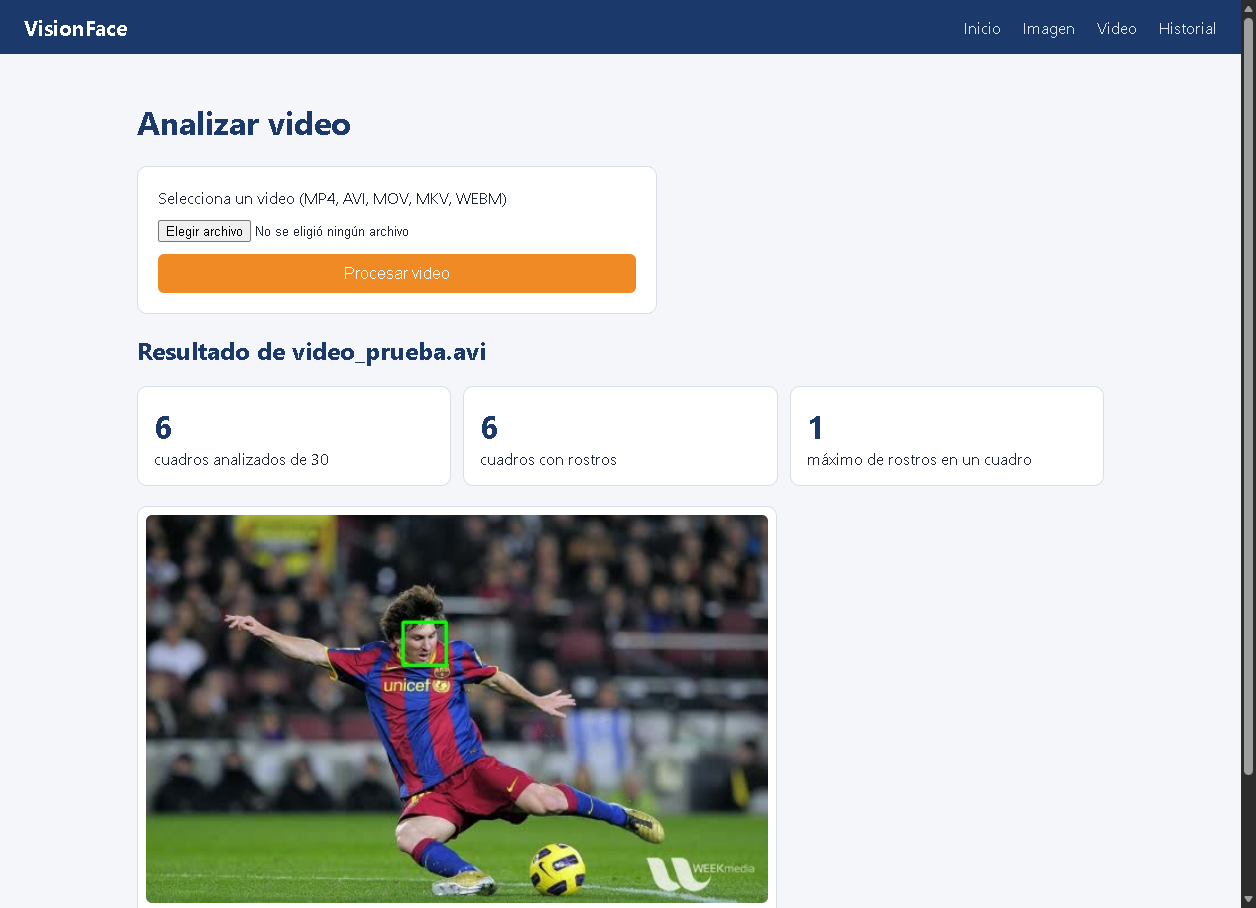 VisionFace
Inicio Imagen Video Historial
Analizar video
Selecciona un video (MP4, AVI, MOV, MKV, WEBM)
Elegir archivo No se eligió ningún archivo
Procesar video
Resultado de video_prueba.avi
6
cuadros analizados de 30
6
cuadros con rostros
1
máximo de rostros en un cuadro
unicef
WEEKmedia